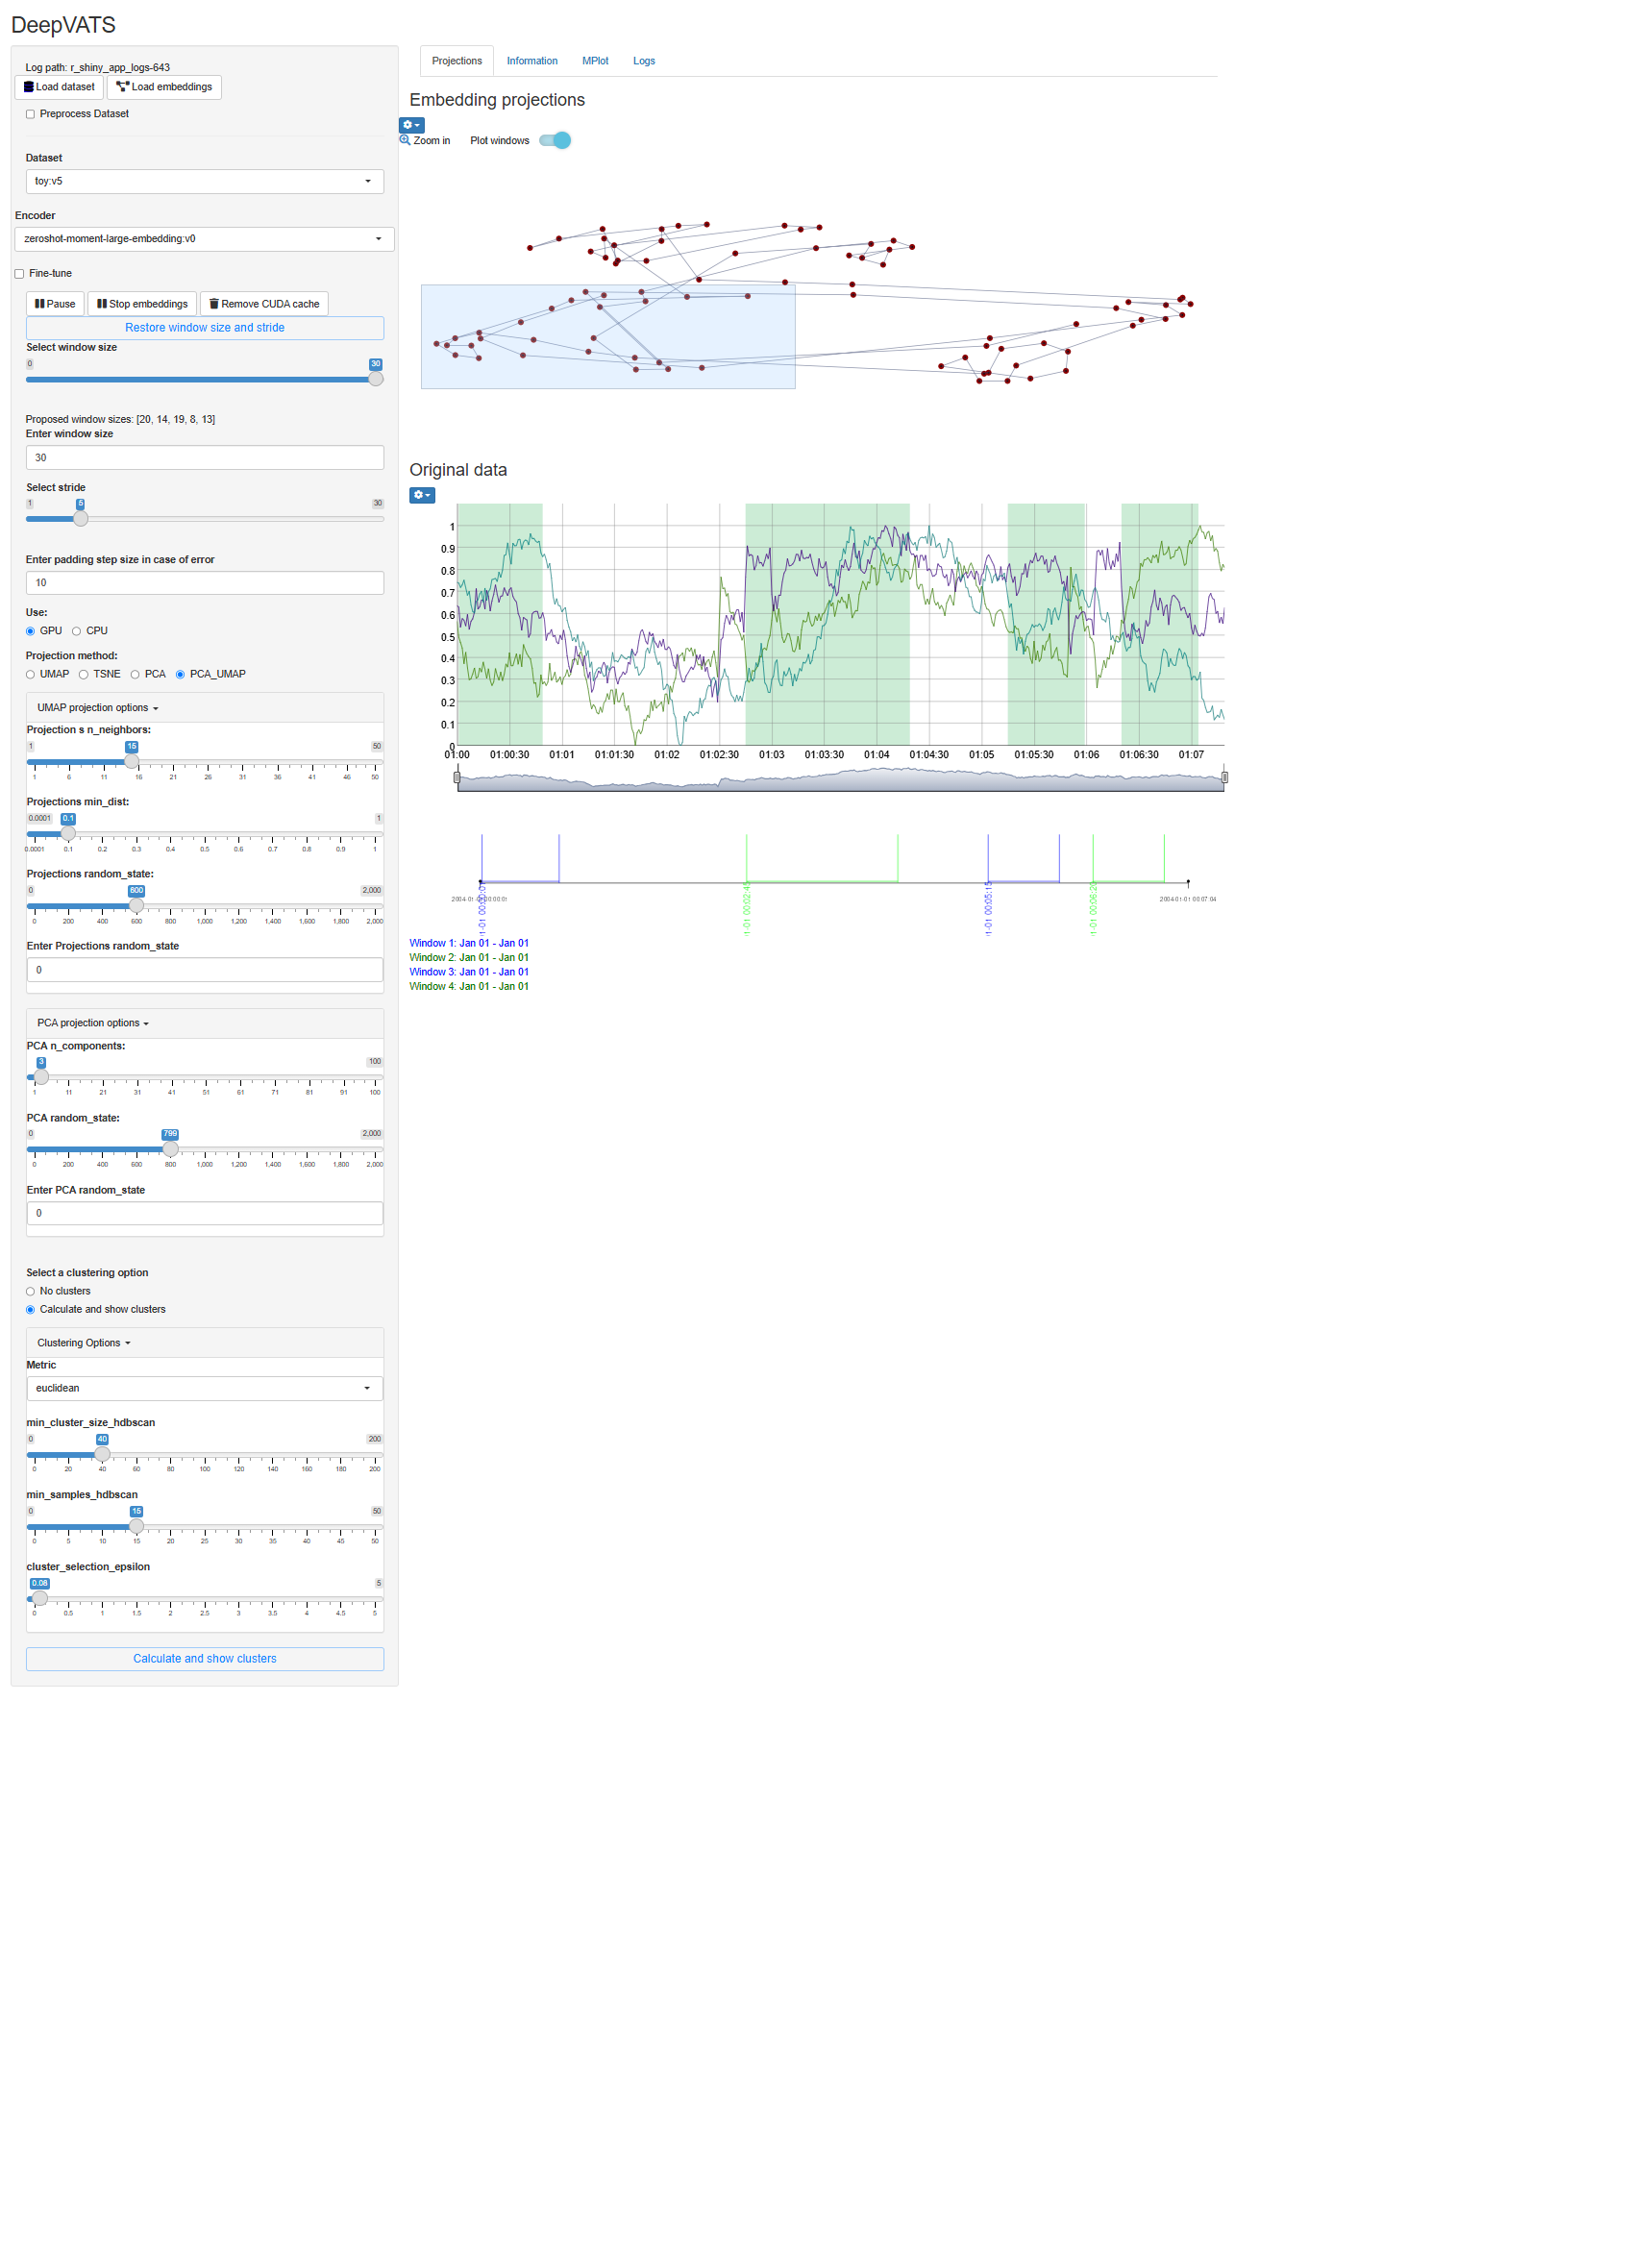 DeepVATS
Log path: r_shiny_app_logs-643
Load dataset Load embeddings
Preprocess Dataset
Dataset
toy:v5
Encoder
zeroshot-moment-large-embedding:v0
Fine-tune
Pause Stop embeddings Remove CUDA cache
Restore window size and stride
Select window size
0 30
Proposed window sizes: [20, 14, 19, 8, 13]
Enter window size
30
Select stride
1 5 30
Enter padding step size in case of error
10
Use:
GPU CPU
Projection method:
UMAP TSNE PCA PCA_UMAP
UMAP projection options
Projection s n_neighbors:
1 15 50
1 6 11 16 21 26 31 36 41 46 50
Projections min_dist:
0.0001 0.1 1
0.0001 0.1 0.2 0.3 0.4 0.5 0.6 0.7 0.8 0.9 1
Projections random_state:
0 600 2,000
0 200 400 600 800 1,000 1,200 1,400 1,600 1,800 2,000
Enter Projections random_state
0
PCA projection options
PCA n_components:
3 100
1 11 21 31 41 51 61 71 81 91 100
PCA random_state:
0 799 2,000
0 200 400 600 800 1,000 1,200 1,400 1,600 1,800 2,000
Enter PCA random_state
0
Select a clustering option
No clusters
Calculate and show clusters
Clustering Options
Metric
euclidean
min_cluster_size_hdbscan
0 40 200
0 20 40 60 80 100 120 140 160 180 200
min_samples_hdbscan
0 15 50
0 5 10 15 20 25 30 35 40 45 50
cluster_selection_epsilon
0.08 5
0 0.5 1 1.5 2 2.5 3 3.5 4 4.5 5
Calculate and show clusters
Projections Information MPlot Logs
Embedding projections
Zoom in Plot windows
Original data
1
0.9
0.8
0.7
0.6
0.5
0.4
0.3
0.2
0.1
0
01:00 01:00:30 01:01 01:01:30 01:02 01:02:30 01:03 01:03:30 01:04 01:04:30 01:05 01:05:30 01:06 01:06:30 01:07
2004-01-01 00:07:04
Window 1: Jan 01 - Jan 01
Window 2: Jan 01 - Jan 01
Window 3: Jan 01 - Jan 01
Window 4: Jan 01 - Jan 01